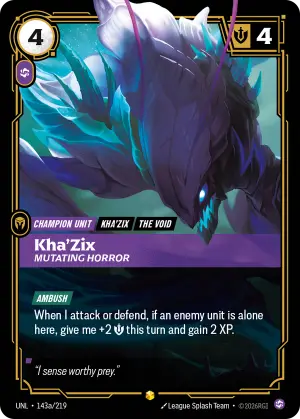 4
4
CHAMPION UNIT KHA'ZIX THE VOID
Kha'Zix
MUTATING HORROR
AMBUSH
When I attack or defend, if an enemy unit is alone
here, give me +2 this turn and gain 2 XP.
"I sense worthy prey."
UNL • 143a/219
League Splash Team • ©2026RGI